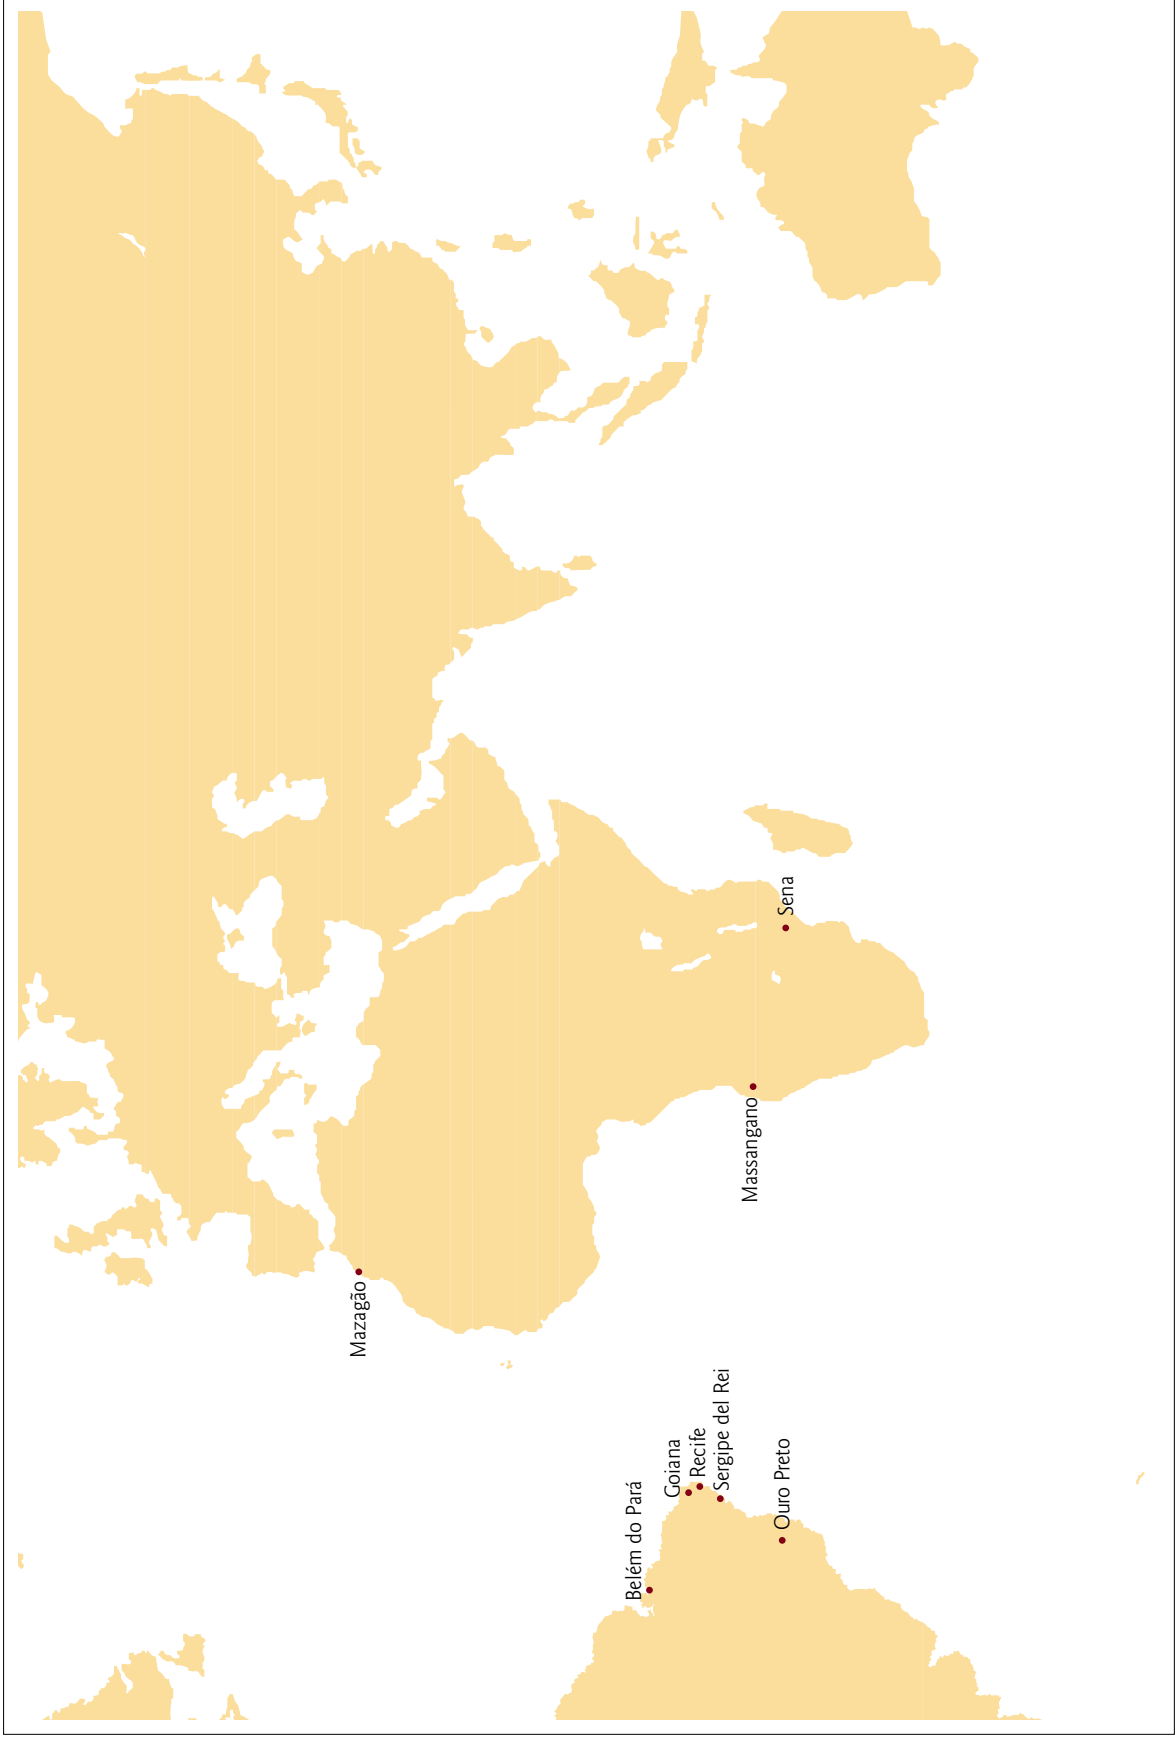 Mazagão
Belém do Pará
Goiana
Recife
Sergipe del Rei
Ouro Preto
Massangano
Sena